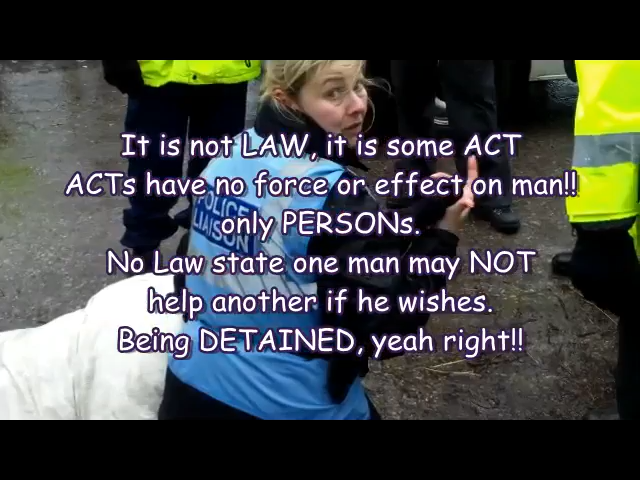 It is not LAW, it is some ACT
ACTs have no force or effect on man!!
only PERSONs.
No Law state one man may NOT
help another if he wishes.
Being DETAINED, yeah right!!
POLICE
LIAISON